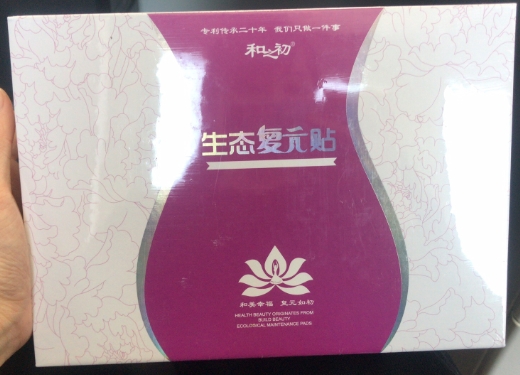 专利传承二十年 我们只做一件事
和之初®
生态复元贴
和美幸福 复元如初
HEALTH BEAUTY ORIGINATES FROM
BUILD BEAUTY
ECOLOGICAL MAINTENANCE PADS